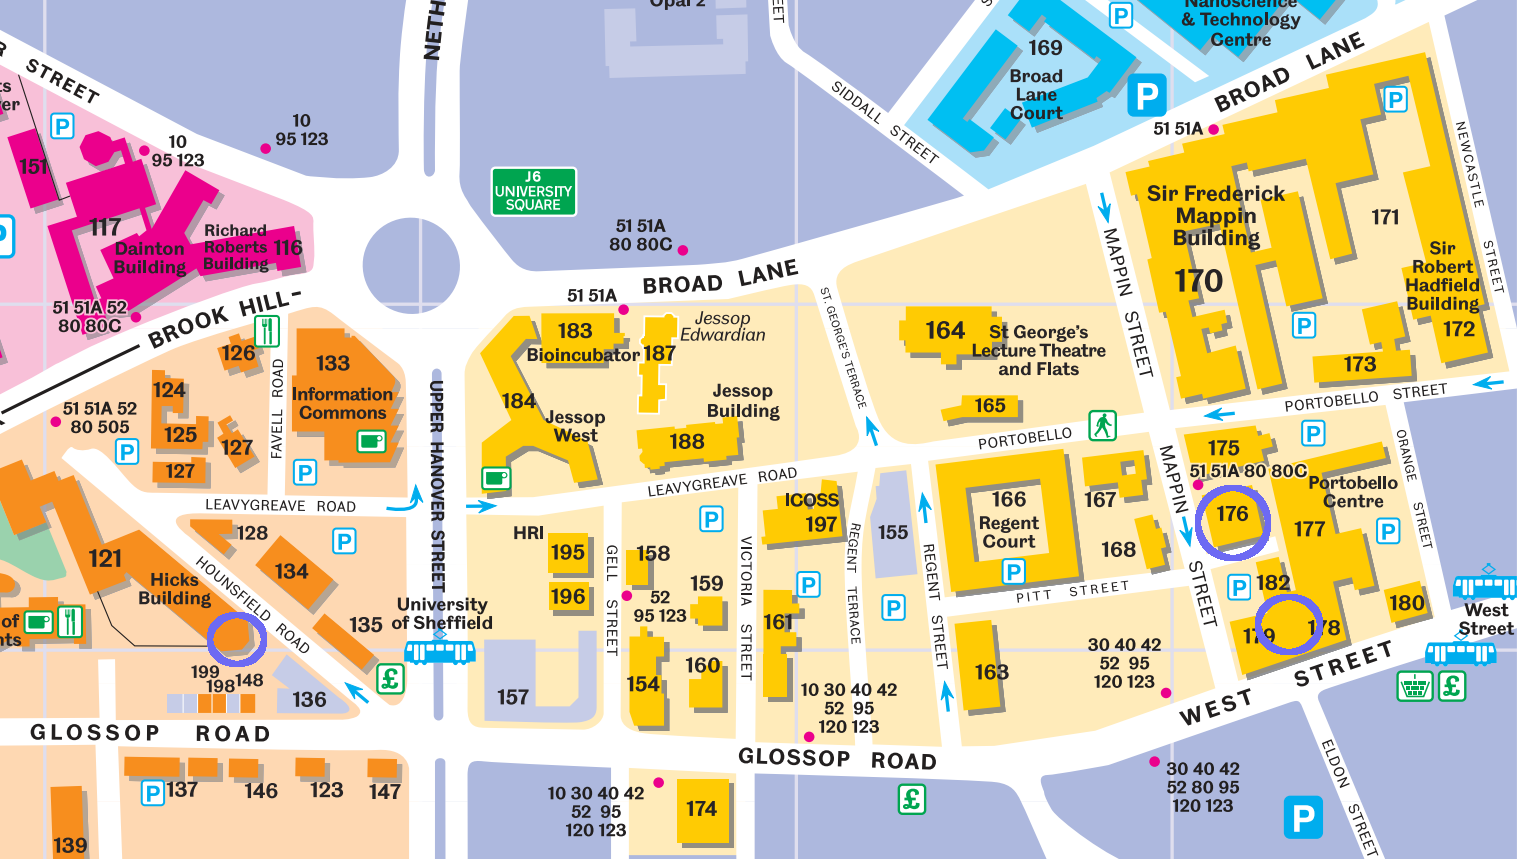 Opal 2
NETH
STREET
Nanoscience
& Technology
Centre
P
169
Broad
Lane
Court
P
BROAD LANE
SIDDALL STREET
STREET
P
10
95 123
10
95 123
151
117
Dainton
Building
Richard
Roberts
Building
116
J6
UNIVERSITY
SQUARE
51 51A
80 80C
51 51A
BROAD LANE
51 51A
P
NEWCASTLE STREET
Sir Frederick
Mappin
Building
170
171
Sir
Robert
Hadfield
Building
172
P
173
MAPPIN STREET
51 51A 52
80 80C
BROOK HILL
126
133
Information
Commons
124
125
127
127
FAVELL ROAD
51 51A 52
80 505
P
P
LEAVYGREAVE ROAD
UPPER HANOVER STREET
183
Bioincubator
187
Jessop
Edwardian
184
Jessop
West
Jessop
Building
188
LEAVYGREAVE ROAD
ST. GEORGE'S TERRACE
164
St George's
Lecture Theatre
and Flats
165
PORTOBELLO
PORTOBELLO STREET
175
51 51A 80 80C
P
Portobello
Centre
176
177
ORANGE STREET
P
P
182
179
178
180
West
Street
MAPPIN STREET
166
Regent
Court
P
167
168
PITT STREET
ICOSS
197
155
REGENT TERRACE
REGENT STREET
P
P
P
HRI
195
196
GELL STREET
158
52
95 123
159
160
154
VICTORIA STREET
161
163
157
121
Hicks
Building
128
P
134
135
HOUNSFIELD ROAD
University
of Sheffield
of
nts
199
198
148
136
£
GLOSSOP ROAD
GLOSSOP ROAD
WEST STREET
10 30 40 42
52 95
120 123
30 40 42
52 95
120 123
30 40 42
52 80 95
120 123
10 30 40 42
52 95
120 123
174
£
£
P
ELDON STREET
P
137
146
123
147
139